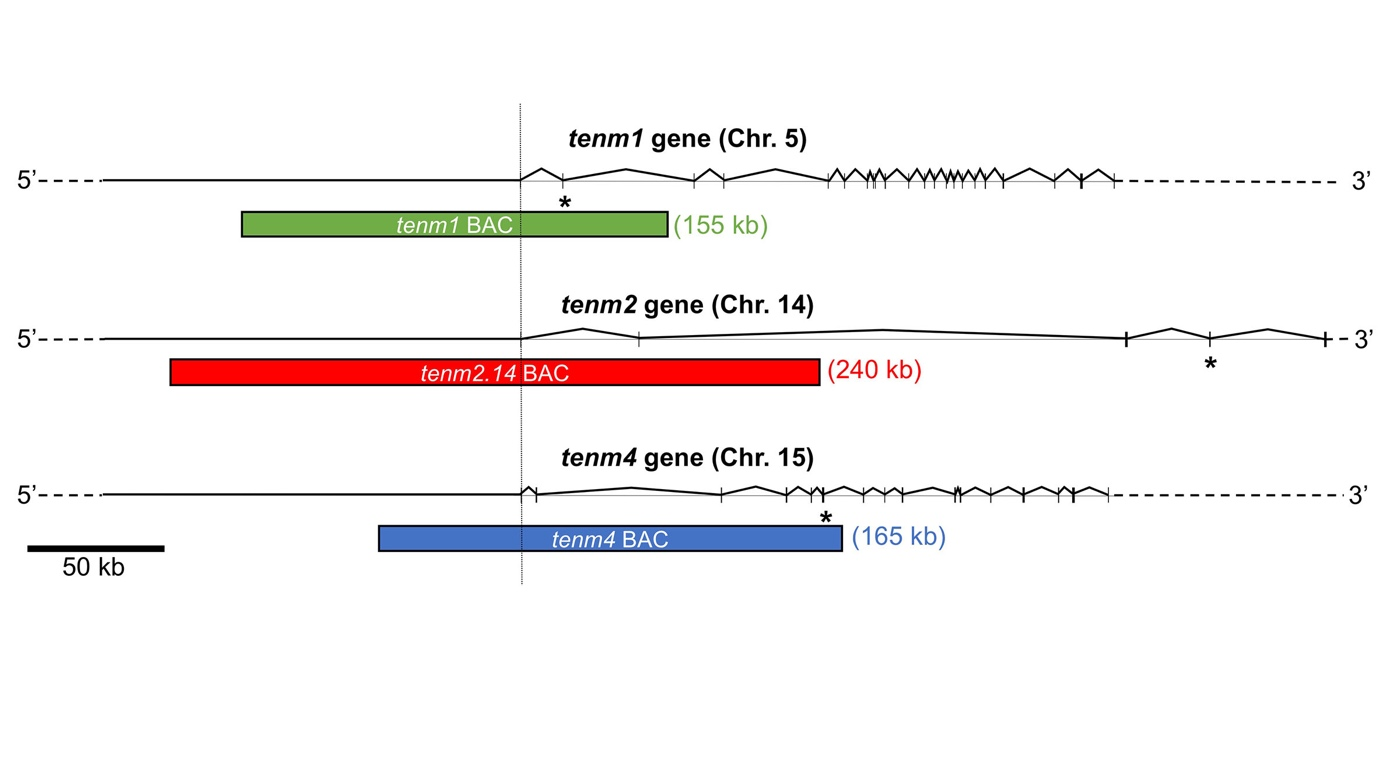 tenm1 gene (Chr. 5)
5’ 3’
*
tenm1 BAC (155 kb)
tenm2 gene (Chr. 14)
5’ 3’
*
tenm2.14 BAC (240 kb)
tenm4 gene (Chr. 15)
5’ 3’
*
tenm4 BAC (165 kb)
50 kb